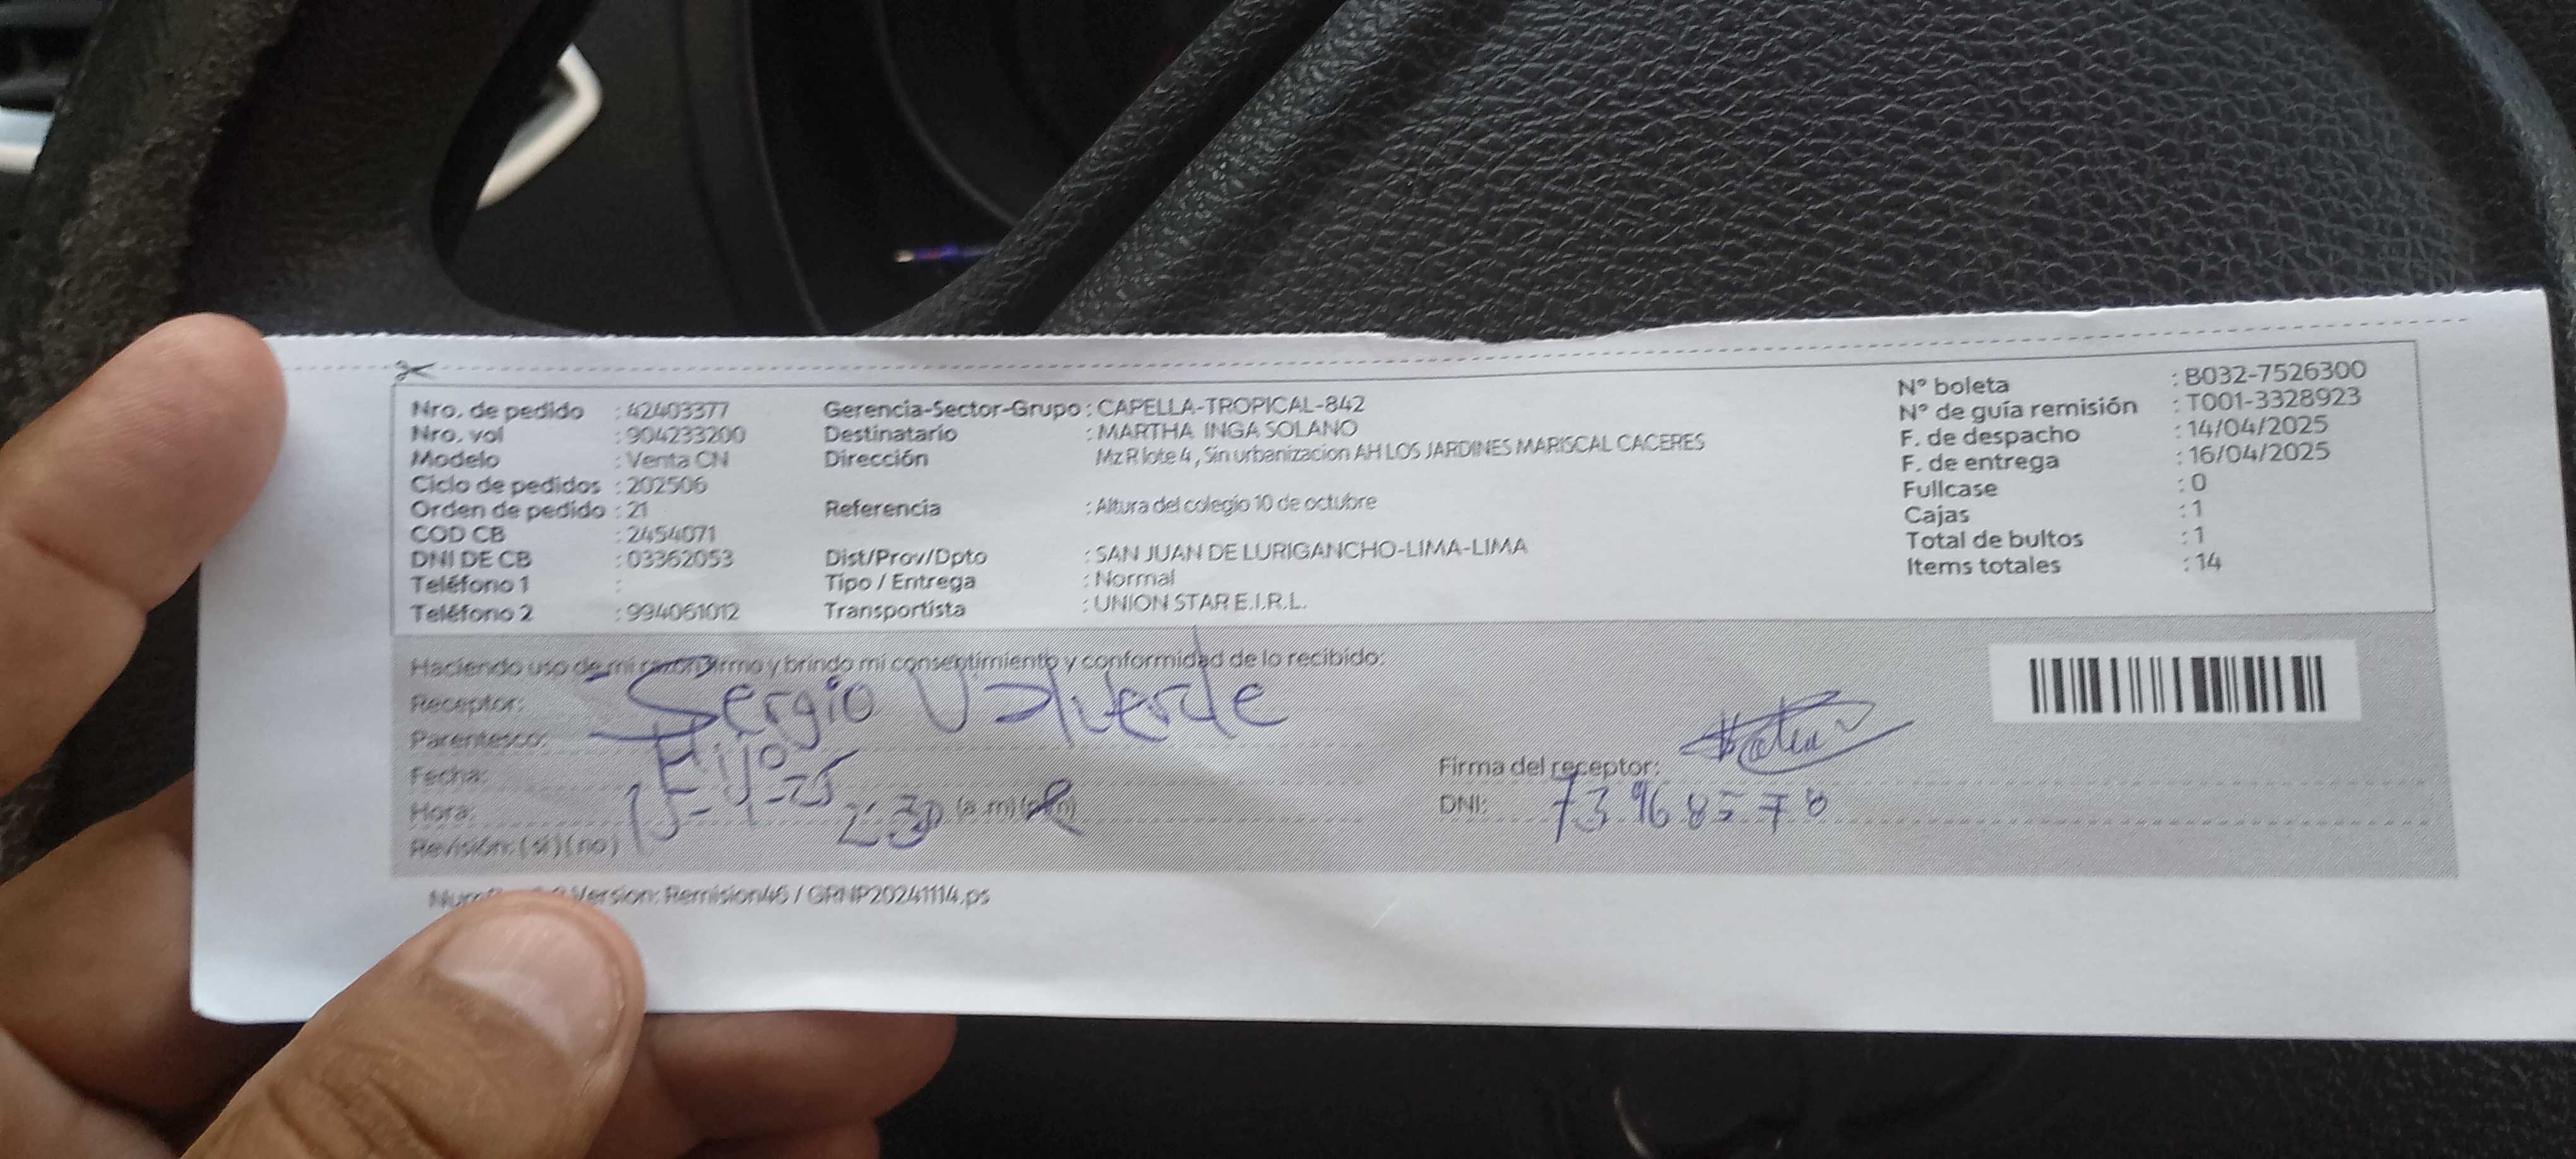 Nro. de pedido : 42403377
Nro. vol : 904233200
Modelo : Venta CN
Ciclo de pedidos : 202506
Orden de pedido : 21
COD CB : 2454071
DNI DE CB : 03362053
Teléfono 1 :
Teléfono 2 : 994061012
Gerencia-Sector-Grupo : CAPELLA-TROPICAL-842
Destinatario : MARTHA INGA SOLANO
Dirección Mz R lote 4 , Sin urbanizacion AH LOS JARDINES MARISCAL CACERES
Referencia : Altura del colegio 10 de octubre
Dist/Prov/Dpto : SAN JUAN DE LURIGANCHO-LIMA-LIMA
Tipo / Entrega : Normal
Transportista : UNION STAR E.I.R.L.
N° boleta : B032-7526300
N° de guía remisión : T001-3328923
F. de despacho : 14/04/2025
F. de entrega : 16/04/2025
Fullcase : 0
Cajas : 1
Total de bultos : 1
Items totales : 14
Haciendo uso de mi razón firmo y brindo mi consentimiento y conformidad de lo recibido:
Receptor: Sergio Valverde
Parentesco: Hijo
Fecha: 15-4-25
Hora: 2:30 (a.m)
Revisión: (si) (no)
Firma del receptor:
DNI: 73968570
Version: Remision46 / GRNP20241114.ps